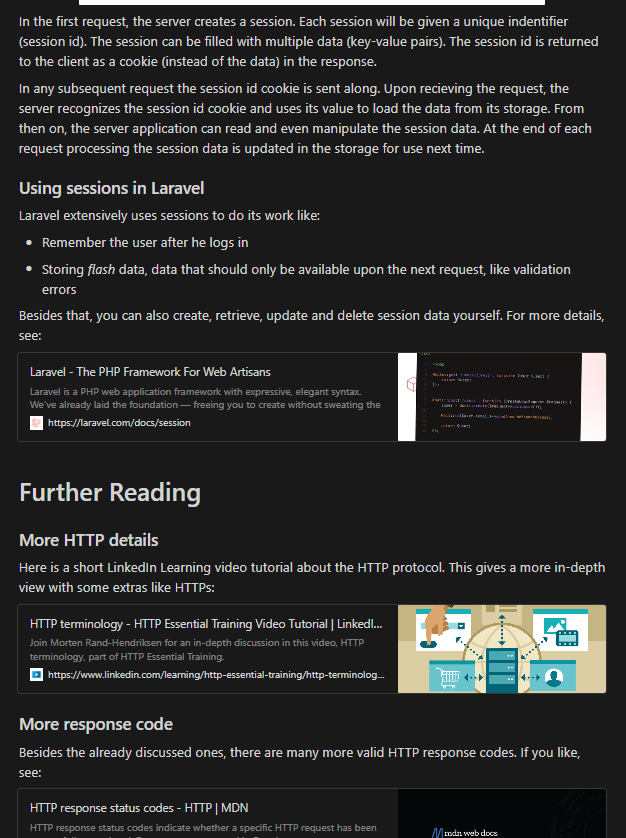 In the first request, the server creates a session. Each session will be given a unique indentifier
(session id). The session can be filled with multiple data (key-value pairs). The session id is returned
to the client as a cookie (instead of the data) in the response.
In any subsequent request the session id cookie is sent along. Upon recieving the request, the
server recognizes the session id cookie and uses its value to load the data from its storage. From
then on, the server application can read and even manipulate the session data. At the end of each
request processing the session data is updated in the storage for use next time.
Using sessions in Laravel
Laravel extensively uses sessions to do its work like:
• Remember the user after he logs in
• Storing flash data, data that should only be available upon the next request, like validation
errors
Besides that, you can also create, retrieve, update and delete session data yourself. For more details,
see:
Laravel - The PHP Framework For Web Artisans
Laravel is a PHP web application framework with expressive, elegant syntax.
We've already laid the foundation — freeing you to create without sweating the
https://laravel.com/docs/session
Further Reading
More HTTP details
Here is a short LinkedIn Learning video tutorial about the HTTP protocol. This gives a more in-depth
view with some extras like HTTPs:
HTTP terminology - HTTP Essential Training Video Tutorial | LinkedI...
Join Morten Rand-Hendriksen for an in-depth discussion in this video, HTTP
terminology, part of HTTP Essential Training.
https://www.linkedin.com/learning/http-essential-training/http-terminolog...
More response code
Besides the already discussed ones, there are many more valid HTTP response codes. If you like,
see:
HTTP response status codes - HTTP | MDN
HTTP response status codes indicate whether a specific HTTP request has been
mdn web docs